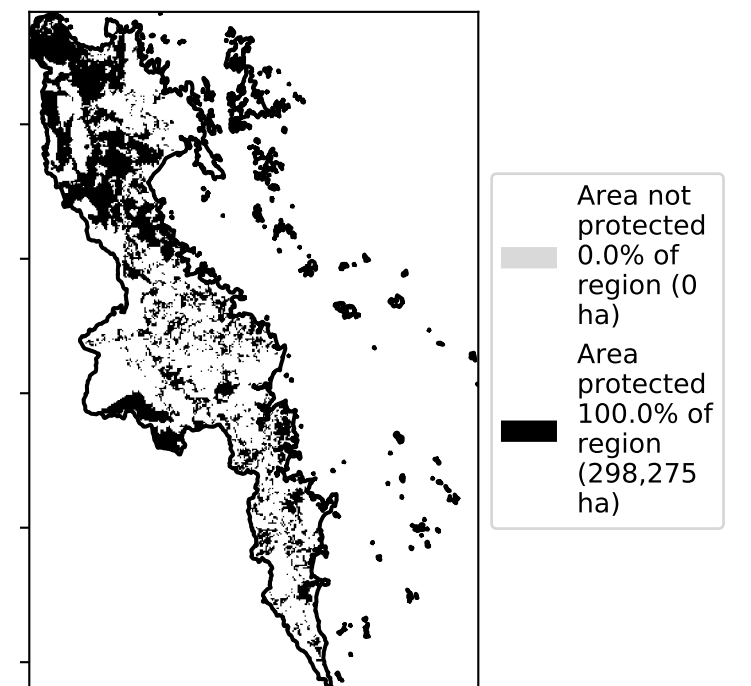 Area not
protected
0.0% of
region (0
ha)
Area
protected
100.0% of
region
(298,275
ha)